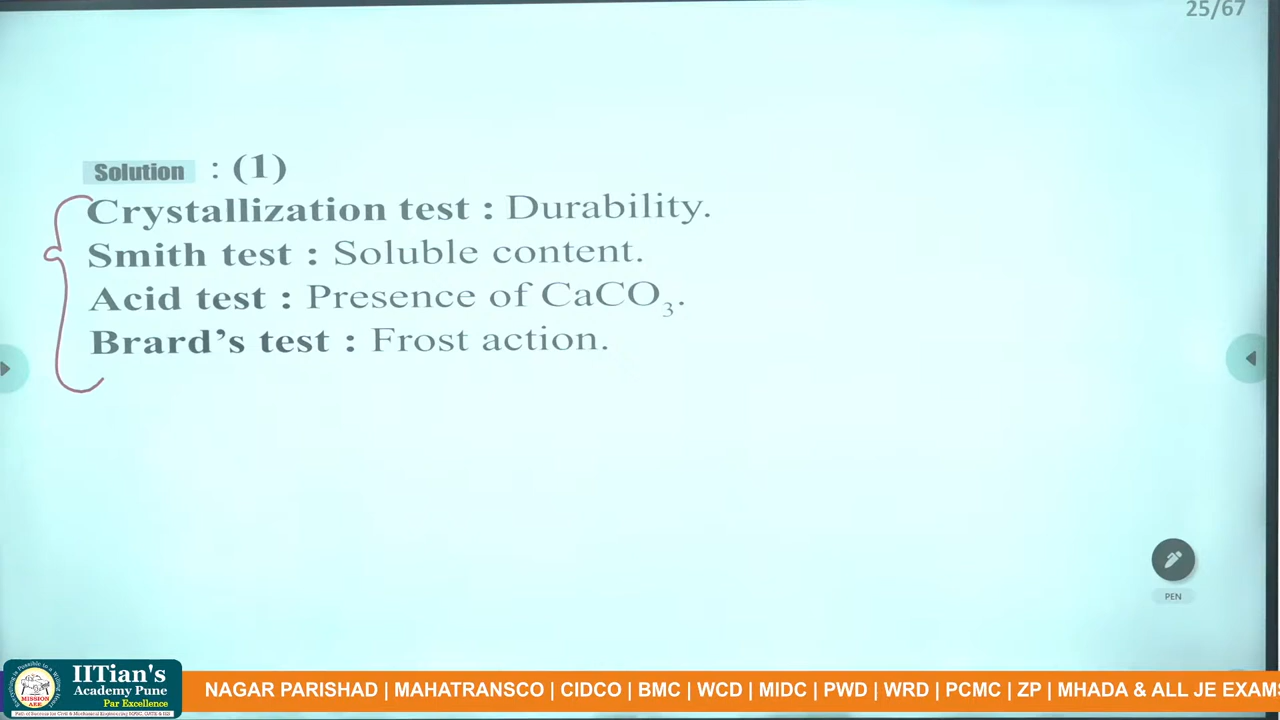 25/67
Solution : (1)
Crystallization test : Durability.
Smith test : Soluble content.
Acid test : Presence of CaCO₃.
Brard's test : Frost action.
PEN
IITian's
Academy Pune
Par Excellence
MISSION
AEE
NAGAR PARISHAD | MAHATRANSCO | CIDCO | BMC | WCD | MIDC | PWD | WRD | PCMC | ZP | MHADA & ALL JE EXAMS